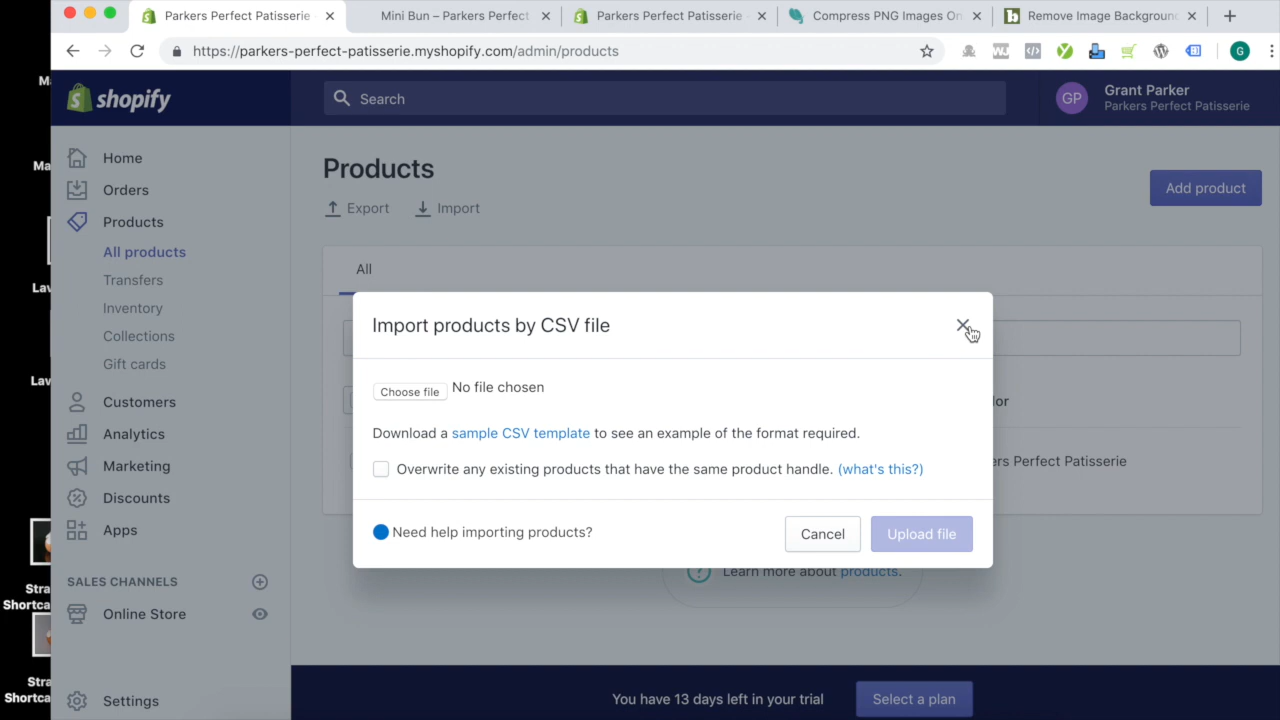 Parkers Perfect Patisserie
Mini Bun – Parkers Perfect
Parkers Perfect Patisserie
Compress PNG Images On
Remove Image Background
https://parkers-perfect-patisserie.myshopify.com/admin/products
G
shopify
Search
GP
Grant Parker
Parkers Perfect Patisserie
Home
Orders
Products
All products
Transfers
Inventory
Collections
Gift cards
Customers
Analytics
Marketing
Discounts
Apps
SALES CHANNELS
Online Store
Settings
Products
Export
Import
Add product
All
Import products by CSV file
Choose file No file chosen
Download a sample CSV template to see an example of the format required.
Overwrite any existing products that have the same product handle. (what's this?)
Need help importing products?
Cancel
Upload file
dor
ers Perfect Patisserie
Learn more about products.
You have 13 days left in your trial
Select a plan
Ma
Ma
Lav
Lav
Stra
Shortca
Stra
Shortca